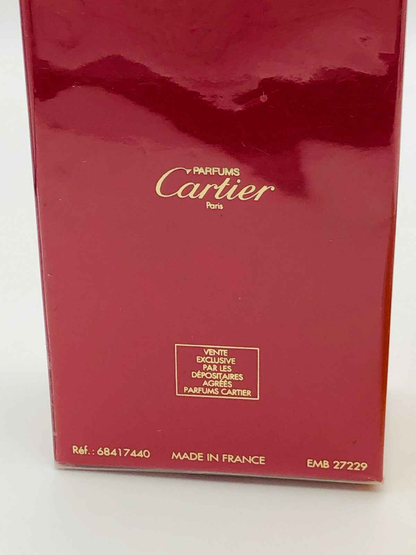 PARFUMS
Cartier
Paris
VENTE
EXCLUSIVE
PAR LES
DÉPOSITAIRES
AGRÉÉS
PARFUMS CARTIER
Réf.: 68417440 MADE IN FRANCE EMB 27229